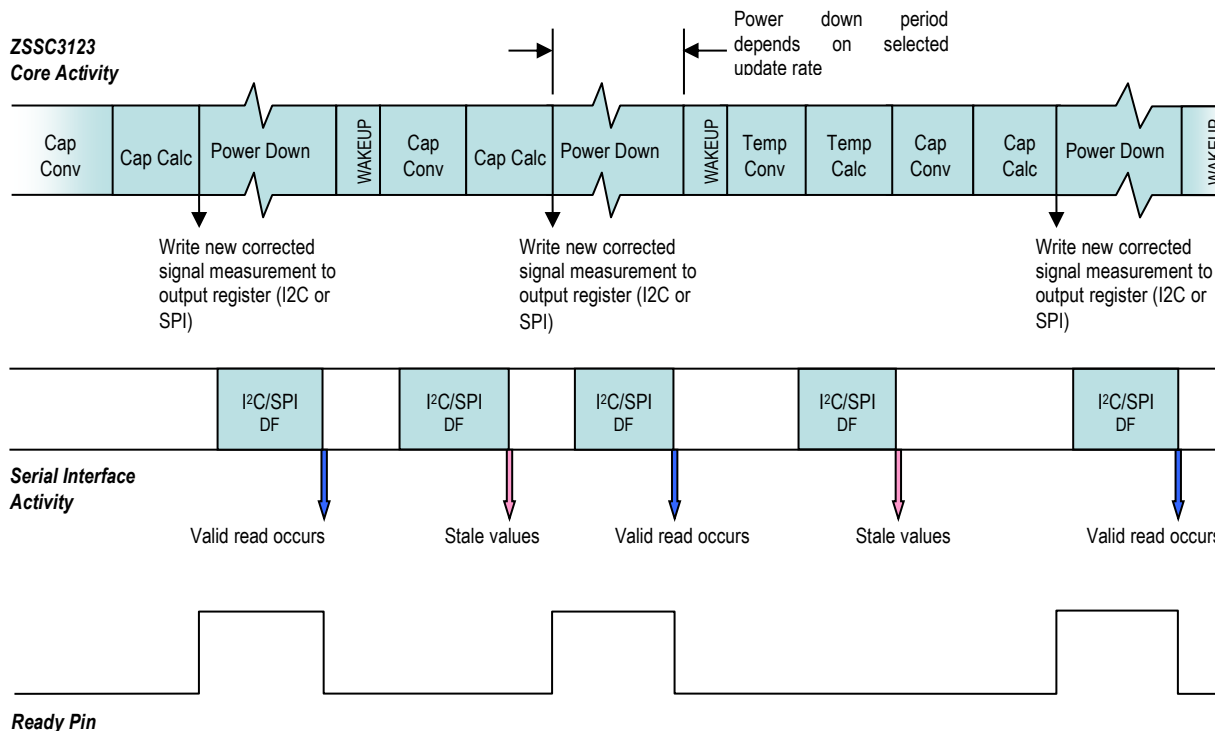 ZSSC3123
Core Activity
Power down period
depends on selected
update rate
Cap
Conv
Cap Calc
Power Down
WAKEUP
Cap
Conv
Cap Calc
Power Down
WAKEUP
Temp
Conv
Temp
Calc
Cap
Conv
Cap
Calc
Power Down
WAKEUP
Write new corrected
signal measurement to
output register (I2C or
SPI)
Write new corrected
signal measurement to
output register (I2C or
SPI)
Write new corrected
signal measurement to
output register (I2C or
SPI)
I²C/SPI
DF
I²C/SPI
DF
I²C/SPI
DF
I²C/SPI
DF
I²C/SPI
DF
Serial Interface
Activity
Valid read occurs
Stale values
Valid read occurs
Stale values
Valid read occurs
Ready Pin